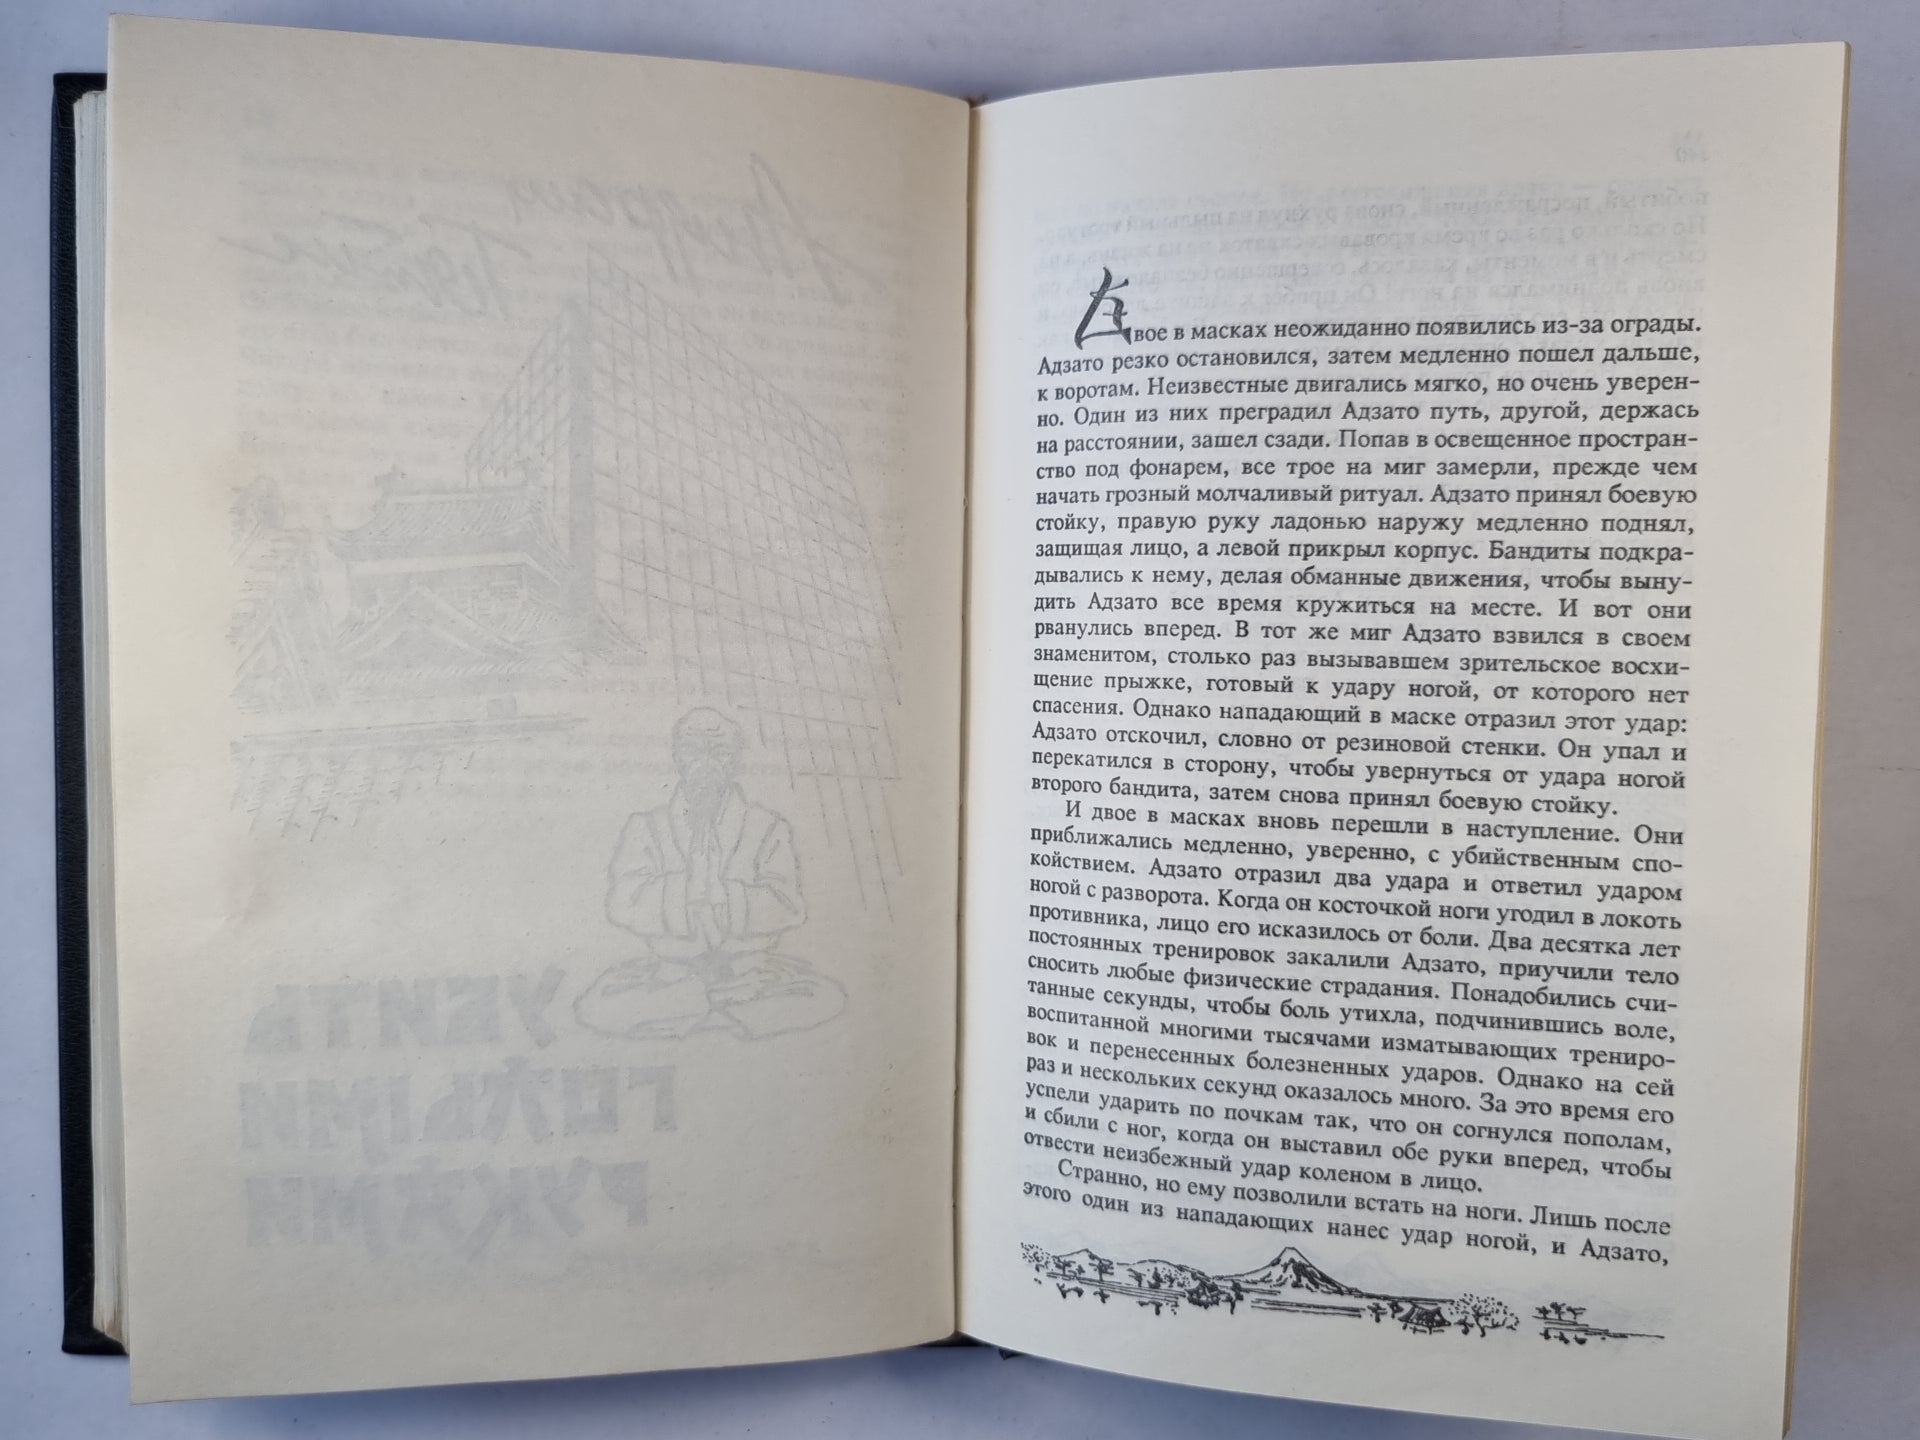 Двое в масках неожиданно появились из-за ограды.
Адзато резко остановился, затем медленно пошел дальше,
к воротам. Неизвестные двигались мягко, но очень уверен-
но. Один из них преградил Адзато путь, другой, держась
на расстоянии, зашел сзади. Попав в освещенное простран-
ство под фонарем, все трое на миг замерли, прежде чем
начать грозный молчаливый ритуал. Адзато принял боевую
стойку, правую руку ладонью наружу медленно поднял,
защищая лицо, а левой прикрыл корпус. Бандиты подкра-
дывались к нему, делая обманные движения, чтобы выну-
дить Адзато все время кружиться на месте. И вот они
рванулись вперед. В тот же миг Адзато взвился в своем
знаменитом, столько раз вызывавшем зрительское восхи-
щение прыжке, готовый к удару ногой, от которого нет
спасения. Однако нападающий в маске отразил этот удар:
Адзато отскочил, словно от резиновой стенки. Он упал и
перекатился в сторону, чтобы увернуться от удара ногой
второго бандита, затем снова принял боевую стойку.
И двое в масках вновь перешли в наступление. Они
приближались медленно, уверенно, с убийственным спо-
койствием. Адзато отразил два удара и ответил ударом
ногой с разворота. Когда он косточкой ноги угодил в локоть
противника, лицо его исказилось от боли. Два десятка лет
постоянных тренировок закалили Адзато, приучили тело
сносить любые физические страдания. Понадобились счи-
танные секунды, чтобы боль утихла, подчинившись воле,
воспитанной многими тысячами изматывающих трениро-
вок и перенесенных болезненных ударов. Однако на сей
раз и нескольких секунд оказалось много. За это время его
успели ударить по почкам так, что он согнулся пополам,
и сбили с ног, когда он выставил обе руки вперед, чтобы
отвести неизбежный удар коленом в лицо.
Странно, но ему позволили встать на ноги. Лишь после
этого один из нападающих нанес удар ногой, и Адзато,
УБИТЬ
ГОЛЫМИ
РУКАМИ